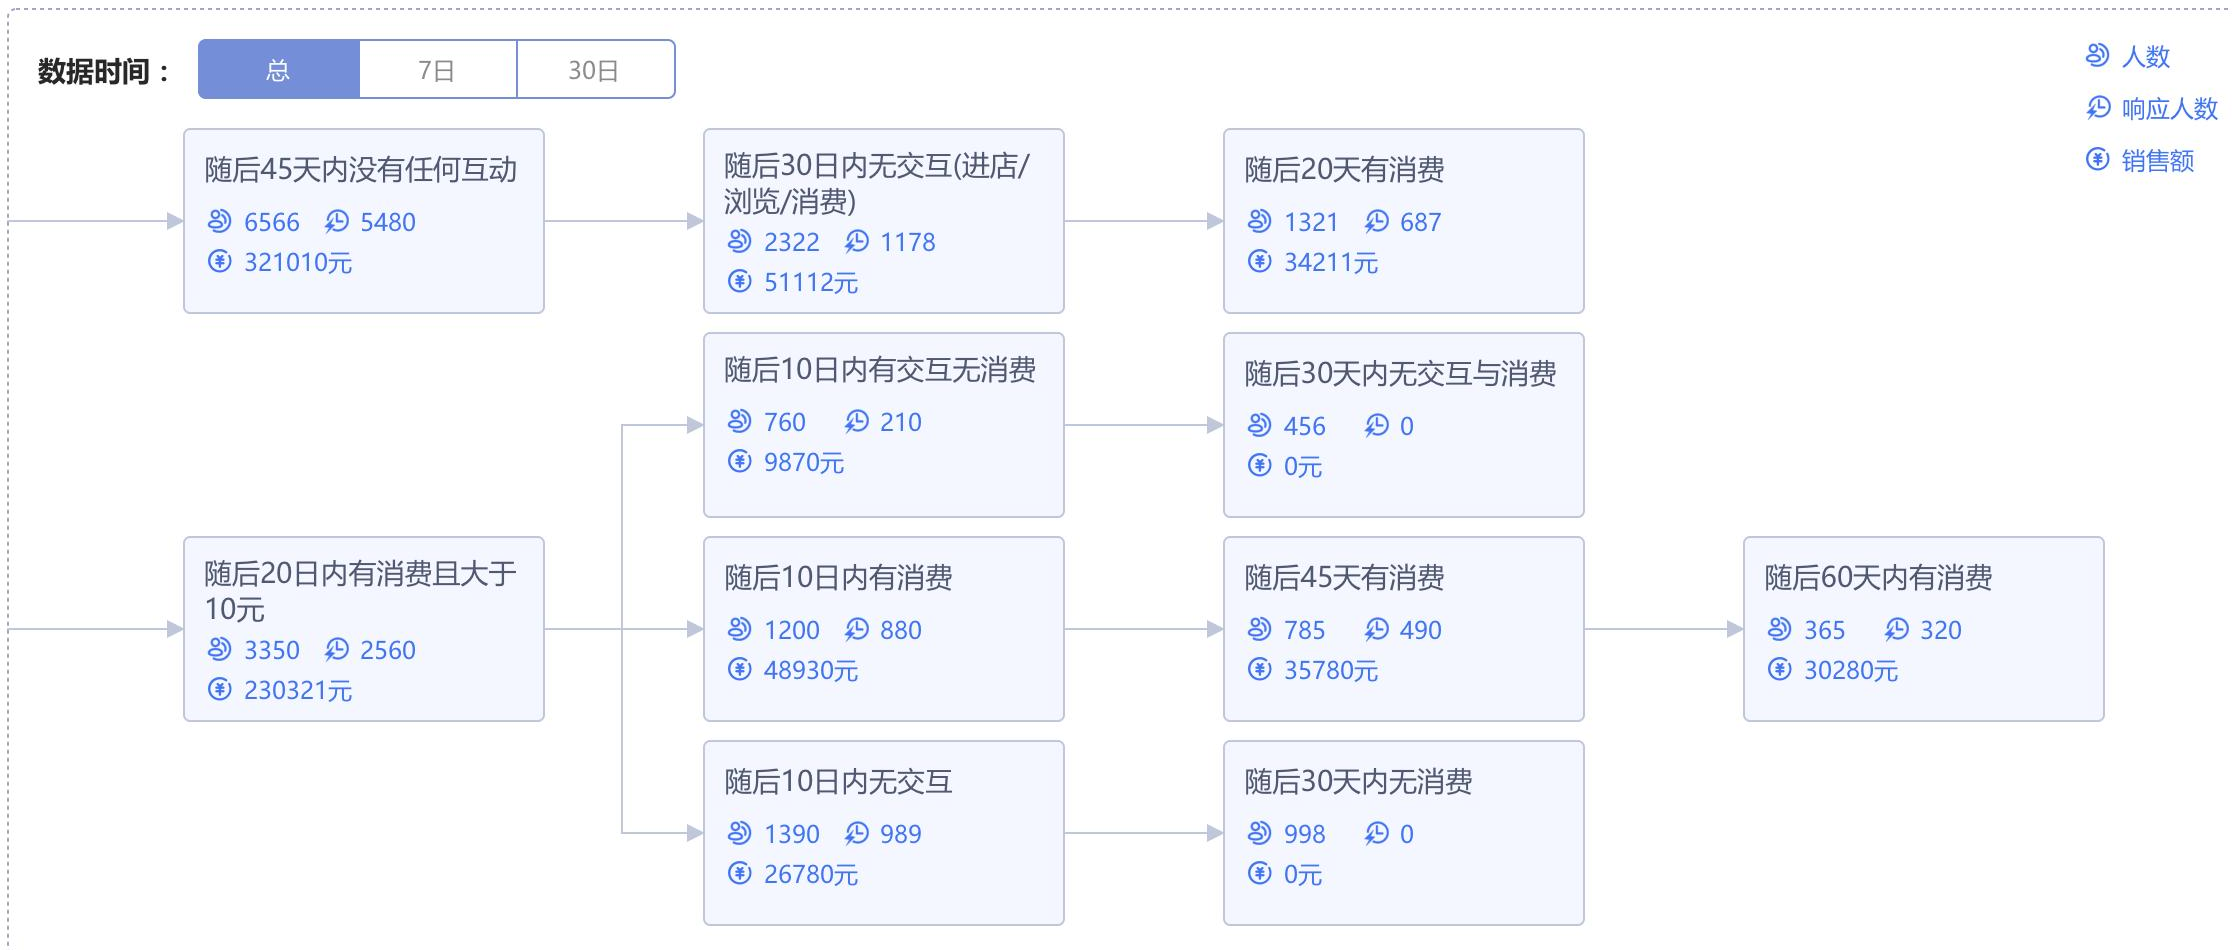 数据时间：
总
7日
30日
人数
响应人数
销售额
随后45天内没有任何互动
6566
5480
321010元
随后30日内无交互(进店/
浏览/消费)
2322
1178
51112元
随后20天有消费
1321
687
34211元
随后10日内有交互无消费
760
210
9870元
随后30天内无交互与消费
456
0
0元
随后20日内有消费且大于
10元
3350
2560
230321元
随后10日内有消费
1200
880
48930元
随后45天有消费
785
490
35780元
随后60天内有消费
365
320
30280元
随后10日内无交互
1390
989
26780元
随后30天内无消费
998
0
0元